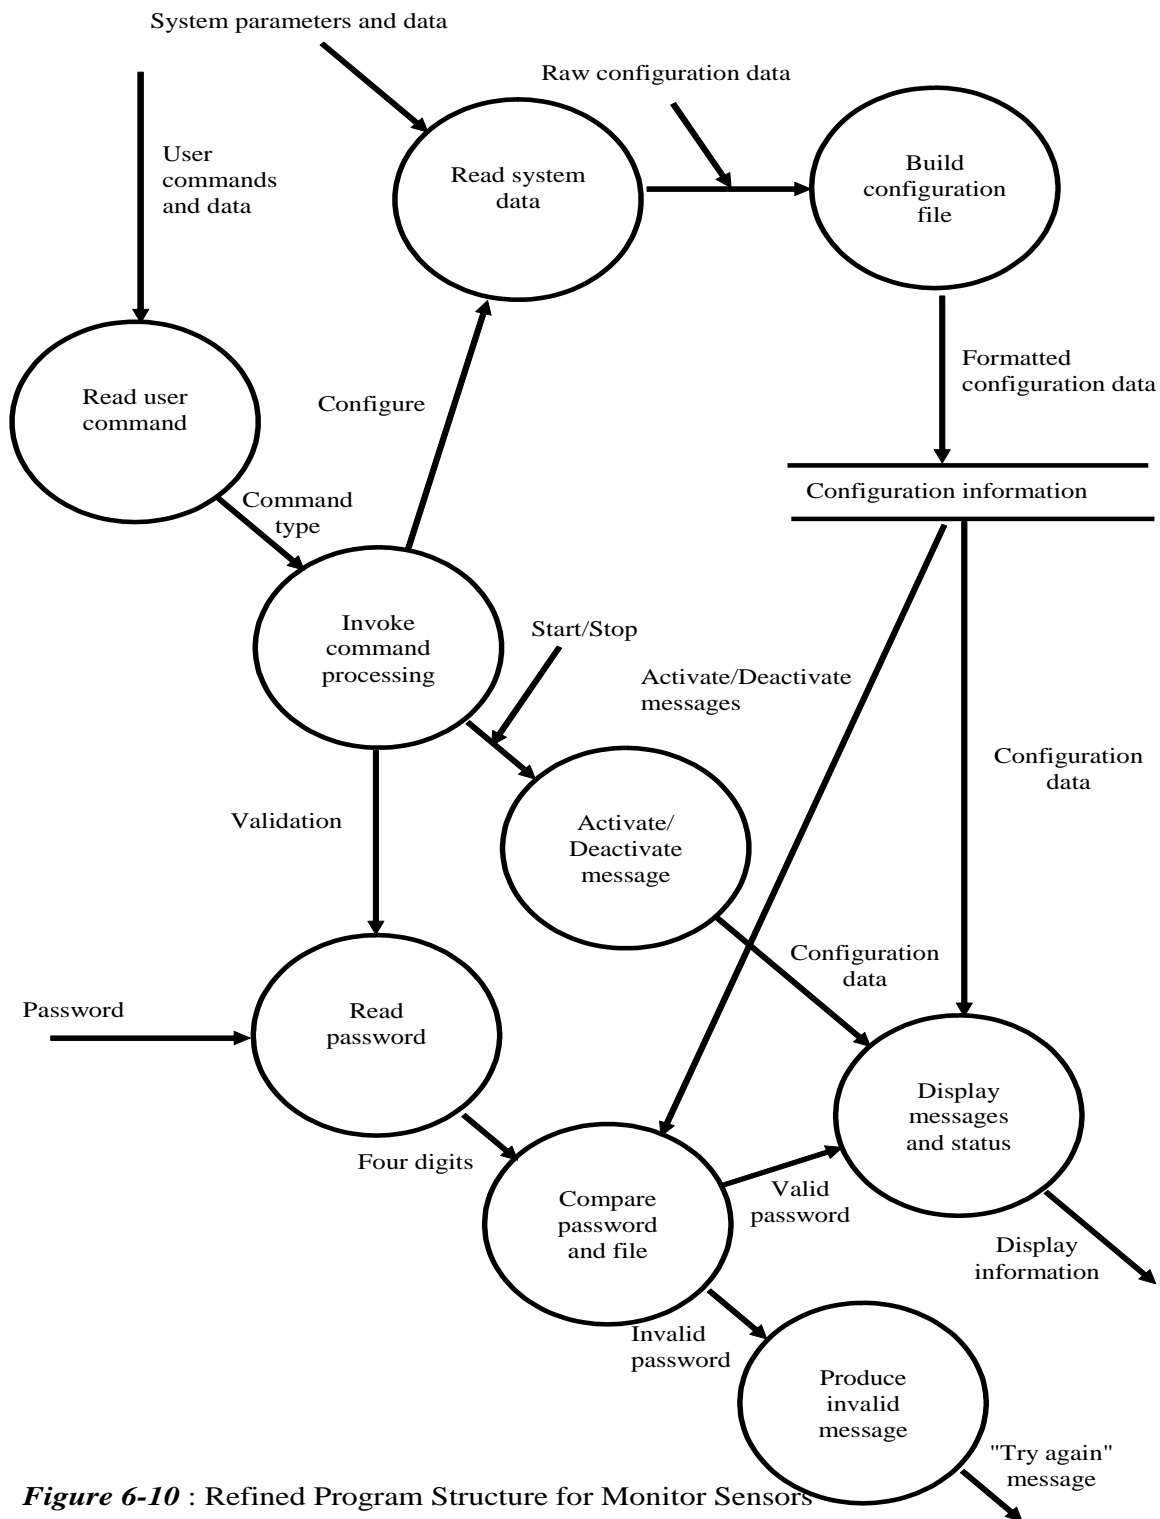 System parameters and data
Raw configuration data
User
commands
and data
Read system
data
Build
configuration
file
Formatted
configuration data
Read user
command
Configure
Command
type
Configuration information
Invoke
command
processing
Start/Stop
Activate/Deactivate
messages
Configuration
data
Validation
Activate/
Deactivate
message
Configuration
data
Password
Read
password
Display
messages
and status
Four digits
Compare
password
and file
Valid
password
Display
information
Invalid
password
Produce
invalid
message
"Try again"
message
Figure 6-10 : Refined Program Structure for Monitor Sensors